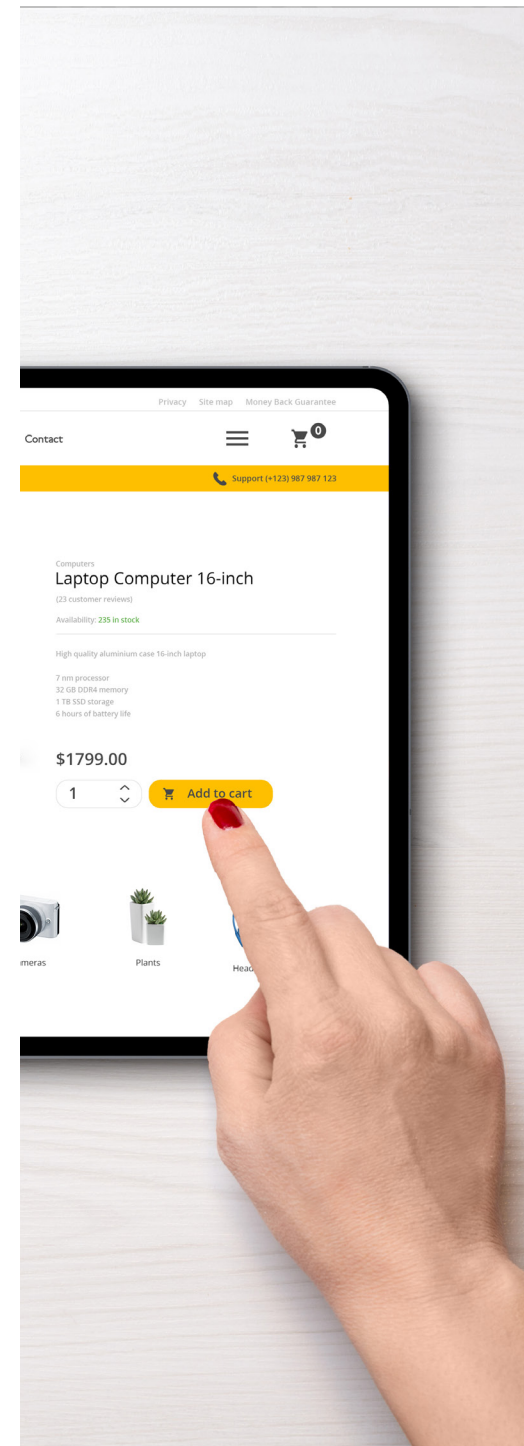 Privacy Site map Money Back Guarantee
Contact
0
Support (+123) 987 987 123
Computers
Laptop Computer 16-inch
(23 customer reviews)
Availability: 235 in stock
High quality aluminium case 16-inch laptop
7 nm processor
32 GB DDR4 memory
1 TB SSD storage
6 hours of battery life
$1799.00
1 Add to cart
meras Plants Head